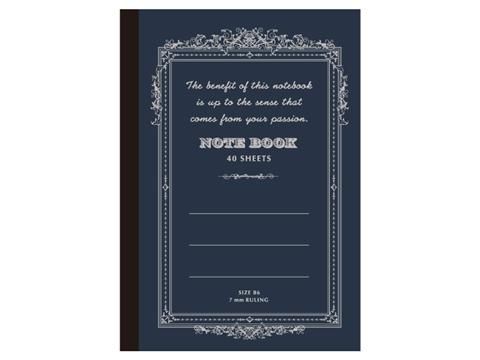 The benefit of this notebook
is up to the sense that
comes from your passion.
NOTE BOOK
40 SHEETS
SIZE B6
7 mm RULING